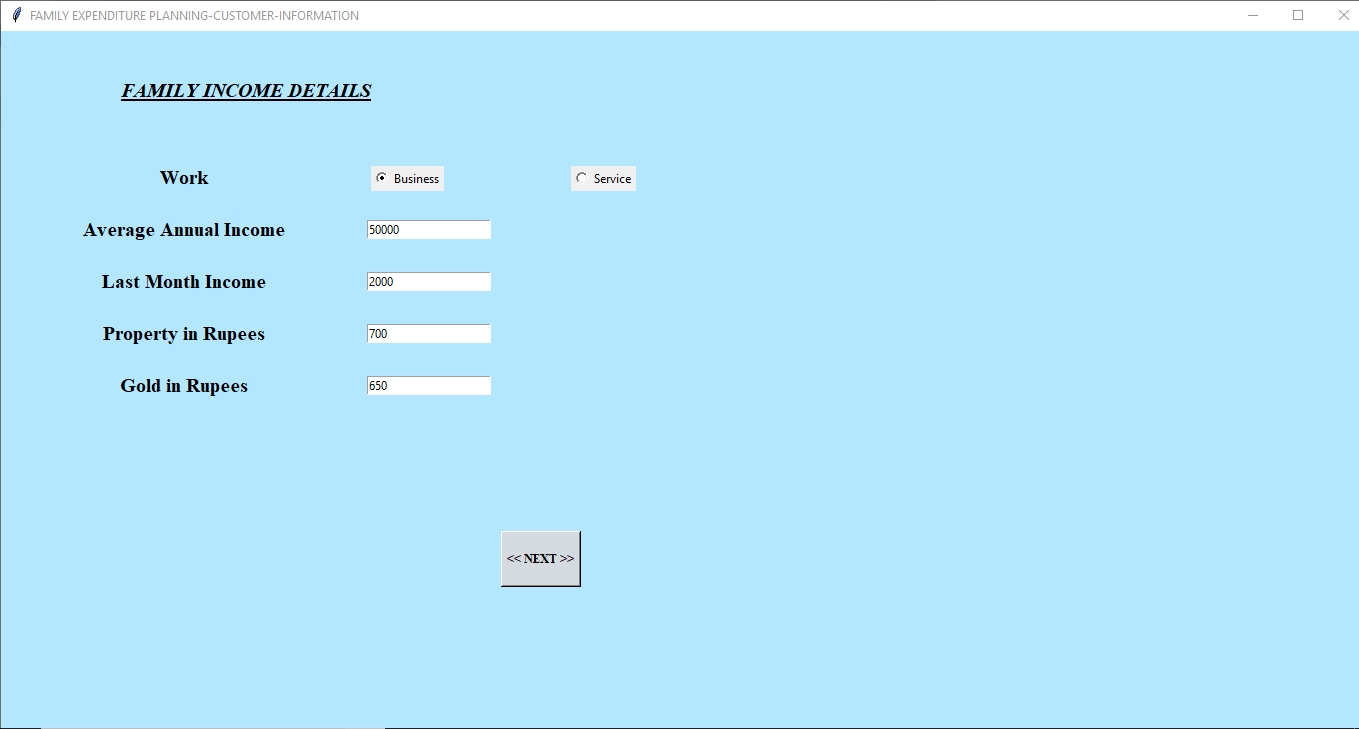 FAMILY EXPENDITURE PLANNING-CUSTOMER-INFORMATION
FAMILY INCOME DETAILS
Work Business Service
Average Annual Income 50000
Last Month Income 2000
Property in Rupees 700
Gold in Rupees 650
<< NEXT >>